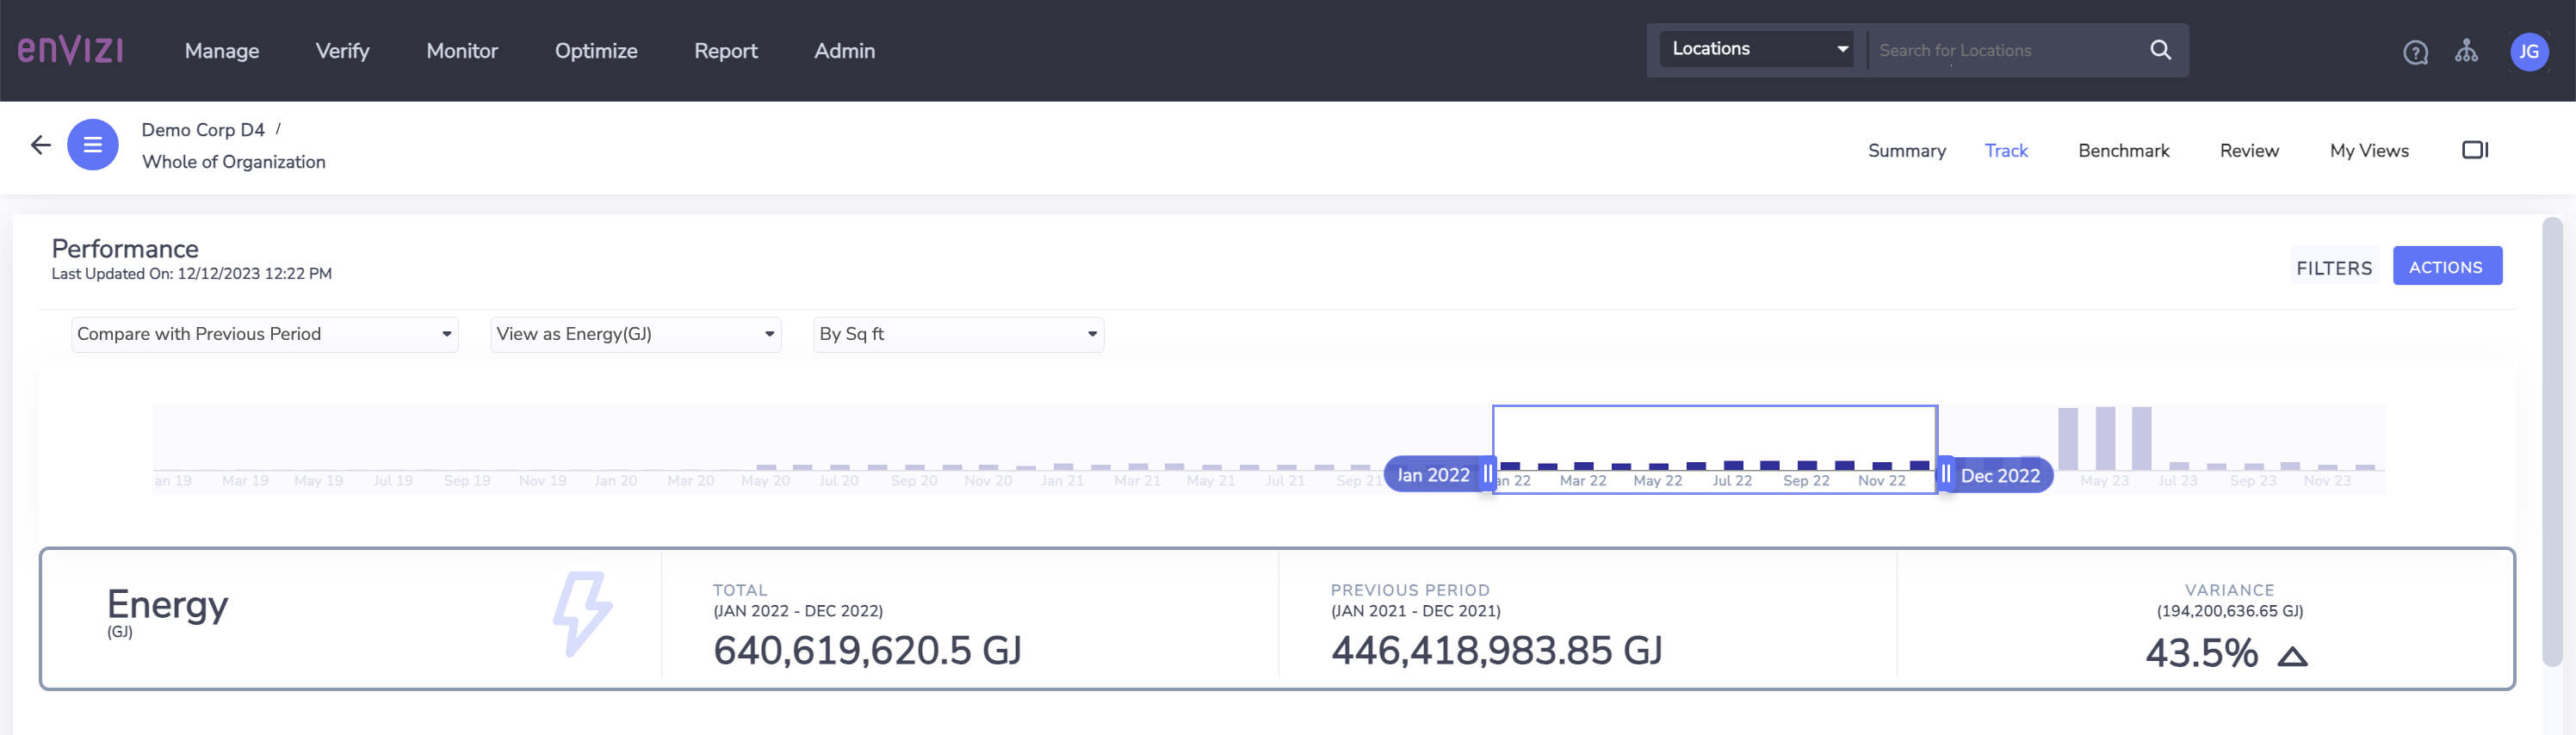 enVIZI Manage Verify Monitor Optimize Report Admin Locations Search for Locations JG
Demo Corp D4 /
Whole of Organization
Summary Track Benchmark Review My Views
Performance
Last Updated On: 12/12/2023 12:22 PM
FILTERS ACTIONS
Compare with Previous Period View as Energy(GJ) By Sq ft
an 19 Mar 19 May 19 Jul 19 Sep 19 Nov 19 Jan 20 Mar 20 May 20 Jul 20 Sep 20 Nov 20 Jan 21 Mar 21 May 21 Jul 21 Sep 21 Jan 2022 an 22 Mar 22 May 22 Jul 22 Sep 22 Nov 22 Dec 2022 May 23 Jul 23 Sep 23 Nov 23
Energy
(GJ)
TOTAL
(JAN 2022 - DEC 2022)
640,619,620.5 GJ
PREVIOUS PERIOD
(JAN 2021 - DEC 2021)
446,418,983.85 GJ
VARIANCE
(194,200,636.65 GJ)
43.5%